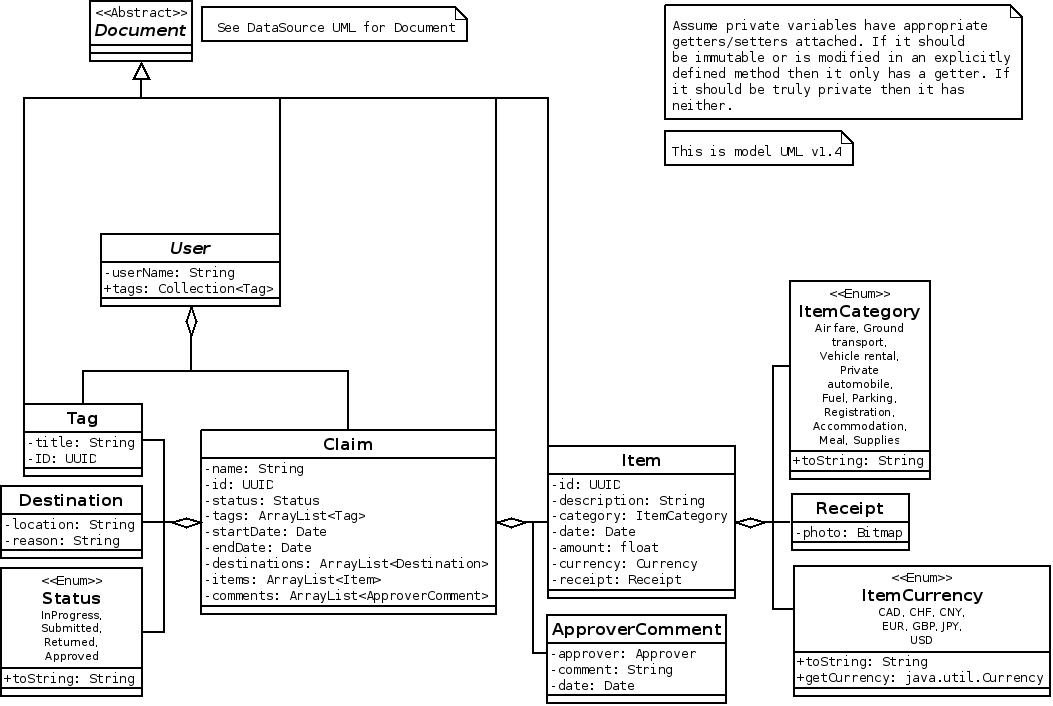 <<Abstract>>
Document
See DataSource UML for Document
Assume private variables have appropriate
getters/setters attached. If it should
be immutable or is modified in an explicitly
defined method then it only has a getter. If
it should be truly private then it has
neither.
This is model UML v1.4
User
-userName: String
+tags: Collection<Tag>
Tag
-title: String
-ID: UUID
Destination
-location: String
-reason: String
<<Enum>>
Status
InProgress,
Submitted,
Returned,
Approved
+toString: String
Claim
-name: String
-id: UUID
-status: Status
-tags: ArrayList<Tag>
-startDate: Date
-endDate: Date
-destinations: ArrayList<Destination>
-items: ArrayList<Item>
-comments: ArrayList<ApproverComment>
Item
-id: UUID
-description: String
-category: ItemCategory
-date: Date
-amount: float
-currency: Currency
-receipt: Receipt
ApproverComment
-approver: Approver
-comment: String
-date: Date
<<Enum>>
ItemCategory
Air fare, Ground
transport,
Vehicle rental,
Private
automobile,
Fuel, Parking,
Registration,
Accommodation,
Meal, Supplies
+toString: String
Receipt
-photo: Bitmap
<<Enum>>
ItemCurrency
CAD, CHF, CNY,
EUR, GBP, JPY,
USD
+toString: String
+getCurrency: java.util.Currency